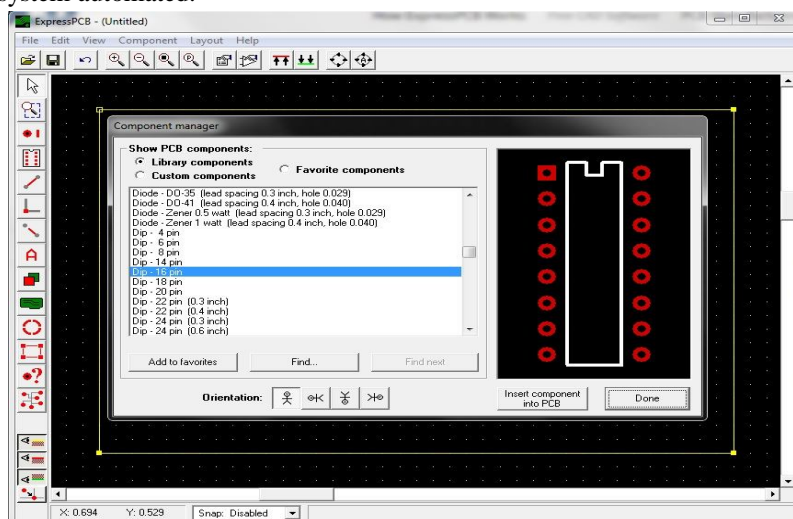 system automated.
ExpressPCB - (Untitled)
File Edit View Component Layout Help
Component manager
Show PCB components:
Library components
Favorite components
Custom components
Diode - DO-35 (lead spacing 0.3 inch, hole 0.029)
Diode - DO-41 (lead spacing 0.4 inch, hole 0.040)
Diode - Zener 0.5 watt (lead spacing 0.3 inch, hole 0.029)
Diode - Zener 1 watt (lead spacing 0.4 inch, hole 0.040)
Dip - 4 pin
Dip - 6 pin
Dip - 8 pin
Dip - 14 pin
Dip - 16 pin
Dip - 18 pin
Dip - 20 pin
Dip - 22 pin (0.3 inch)
Dip - 22 pin (0.4 inch)
Dip - 24 pin (0.3 inch)
Dip - 24 pin (0.6 inch)
Add to favorites Find... Find next
Orientation:
Insert component
into PCB
Done
X: 0.694 Y: 0.529 Snap: Disabled